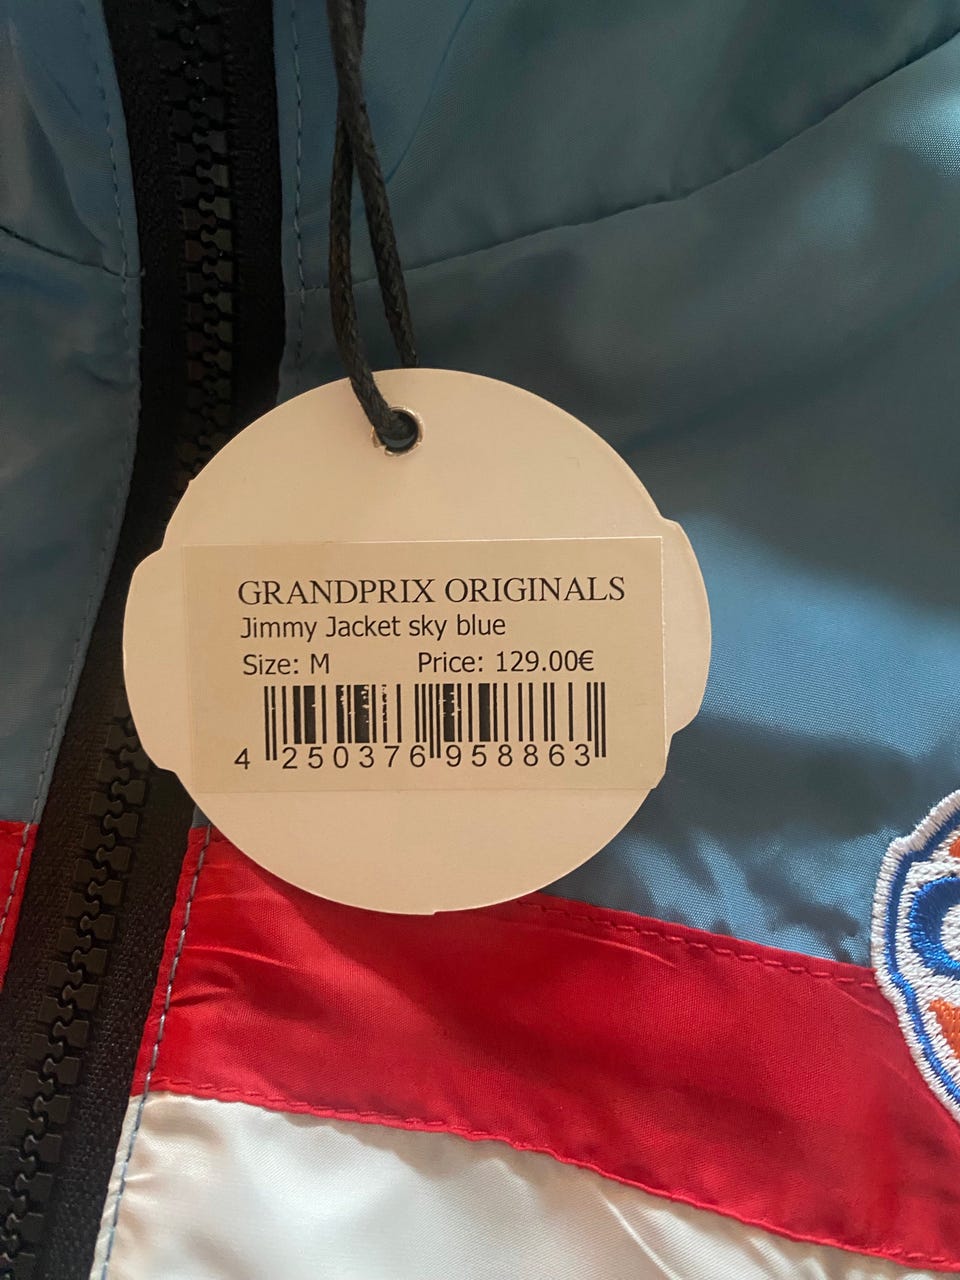 GRANDPRIX ORIGINALS
Jimmy Jacket sky blue
Size: M Price: 129.00€
4 250376 958863